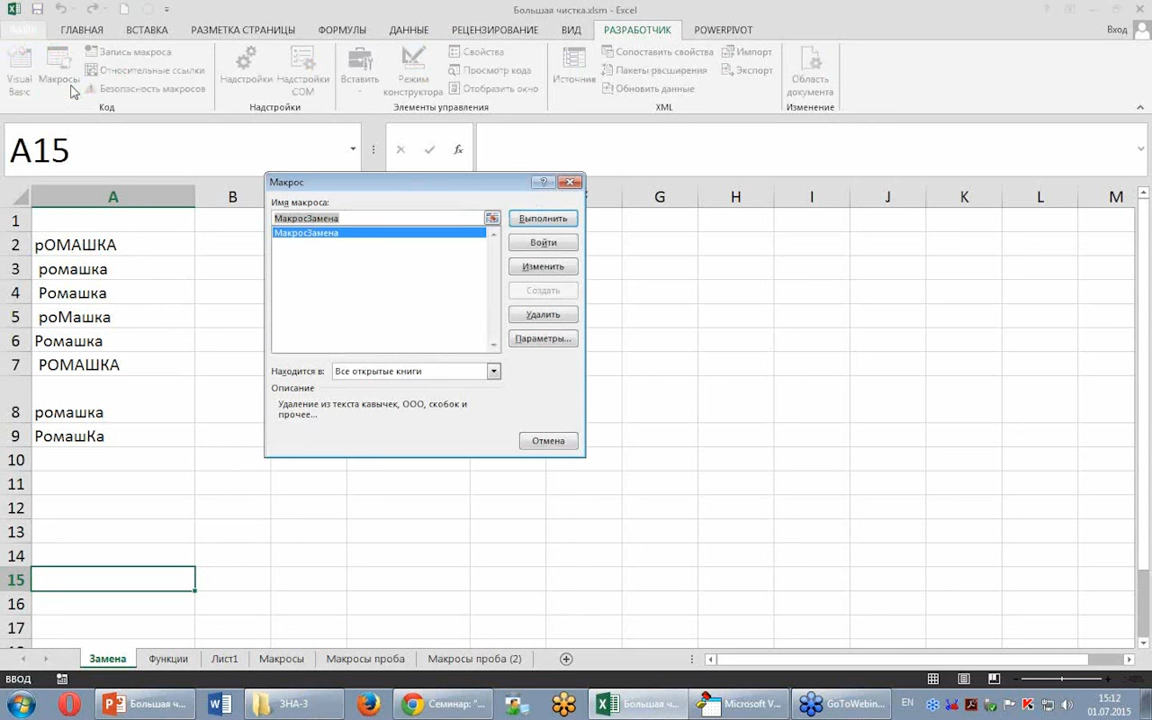 Большая чистка.xlsm - Excel
ГЛАВНАЯ ВСТАВКА РАЗМЕТКА СТРАНИЦЫ ФОРМУЛЫ ДАННЫЕ РЕЦЕНЗИРОВАНИЕ ВИД РАЗРАБОТЧИК POWERPIVOT Вход
Visual Basic
Макросы
Запись макроса
Относительные ссылки
Безопасность макросов
Код
Надстройки
Надстройки COM
Надстройки
Вставить
Режим конструктора
Свойства
Просмотр кода
Отобразить окно
Элементы управления
Источник
Сопоставить свойства
Пакеты расширения
Обновить данные
Импорт
Экспорт
XML
Область документа
Изменение
A15
fx
A B G H I J K L M
1
2 рОМАШКА
3 ромашка
4 Ромашка
5 роМашка
6 Ромашка
7 РОМАШКА
8 ромашка
9 РомашКа
10
11
12
13
14
15
16
17
Макрос
Имя макроса:
МакросЗамена
МакросЗамена
Выполнить
Войти
Изменить
Создать
Удалить
Параметры...
Находится в: Все открытые книги
Описание
Удаление из текста кавычек, ООО, скобок и
прочее...
Отмена
Замена Функции Лист1 Макросы Макросы проба Макросы проба (2)
ВВОД
Большая ч... ЗНА-3 Семинар: "... Большая ч... Microsoft V... GoToWebin... EN 15:12
01.07.2015